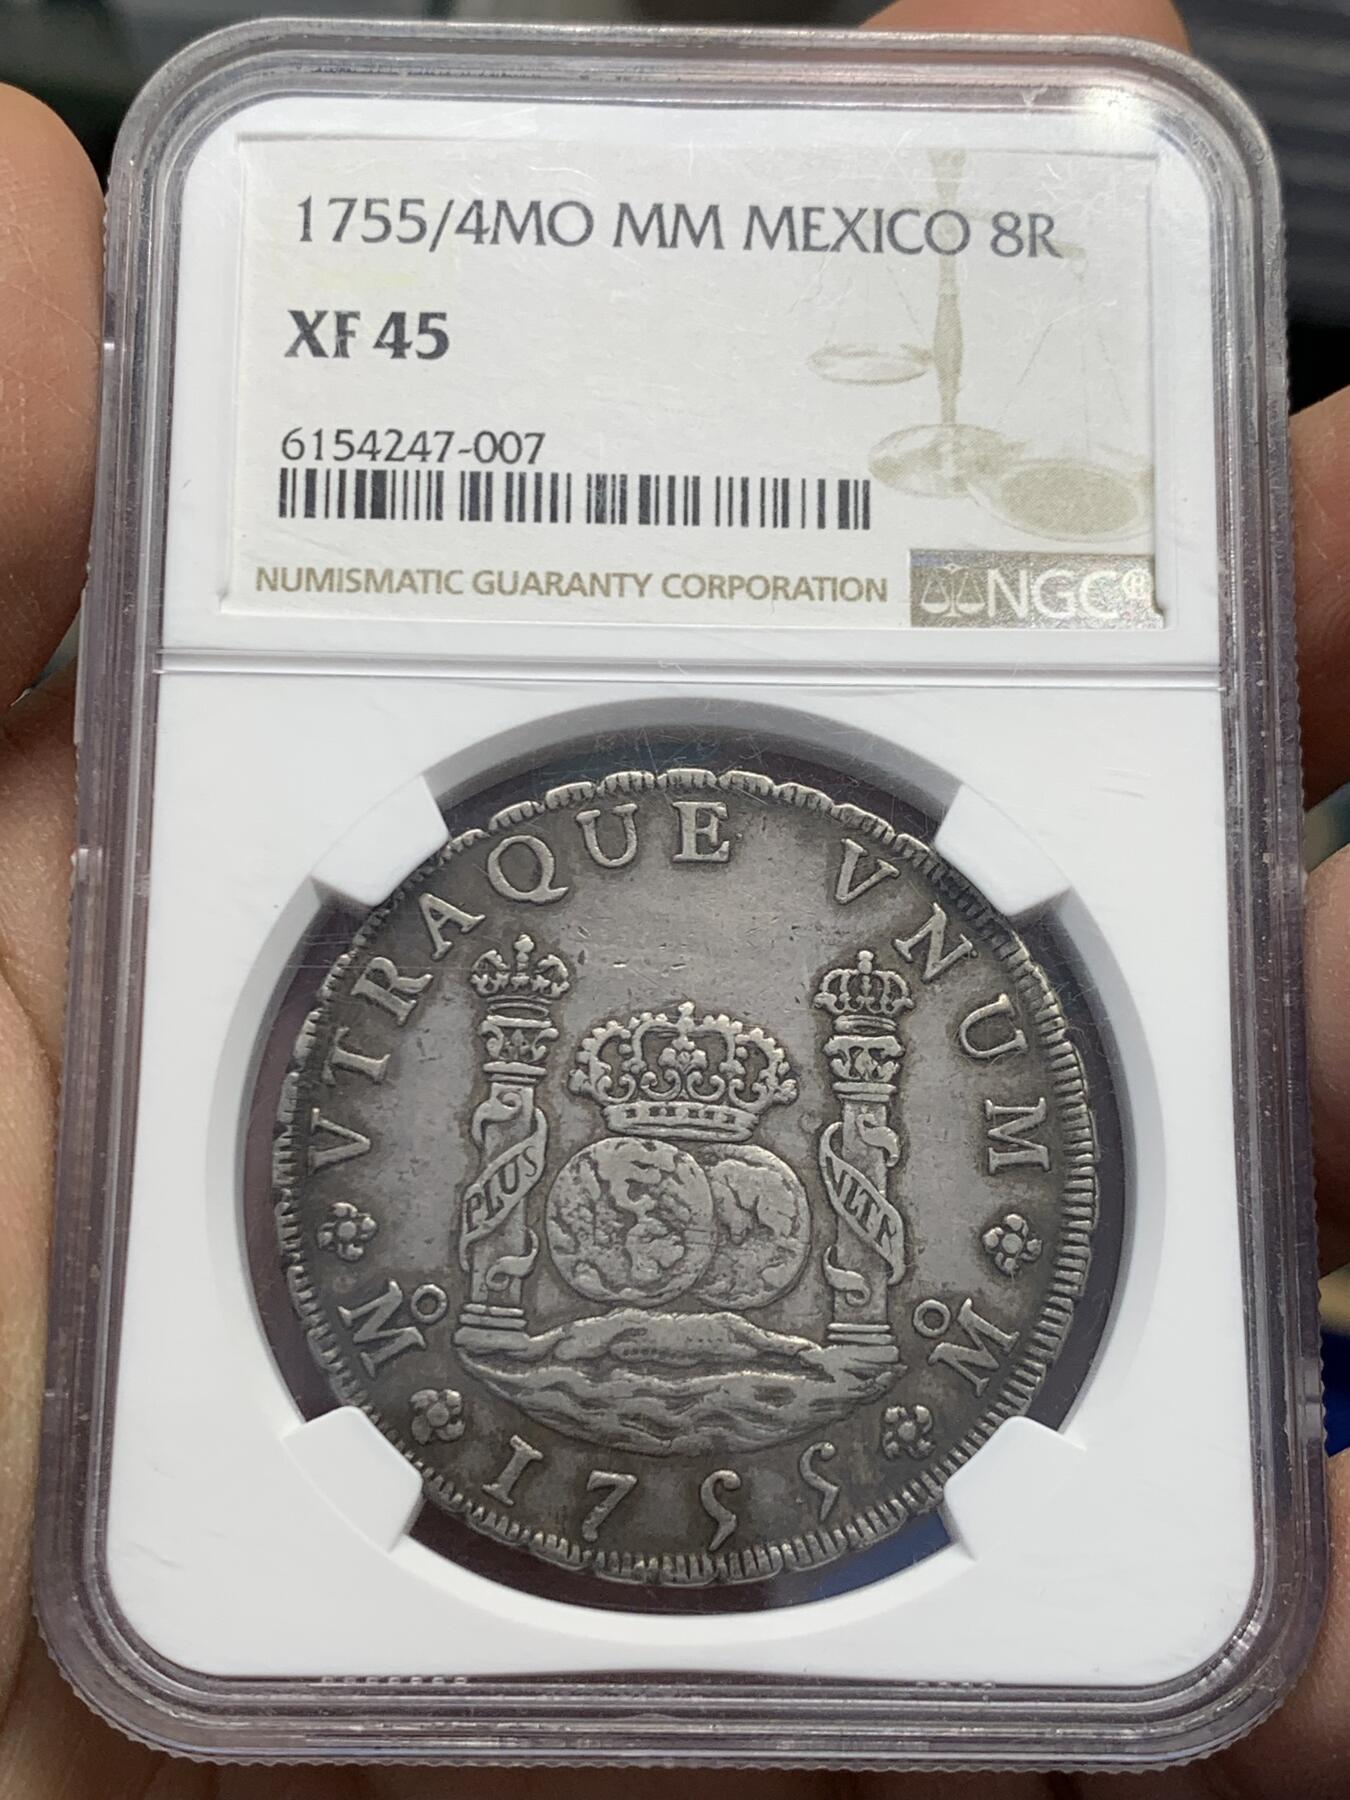 1755/4MO MM MEXICO 8R
XF 45
6154247-007
NUMISMATIC GUARANTY CORPORATION
NGC®
VTRAQUE VNUM
PLUS
Mo 1755 Mo